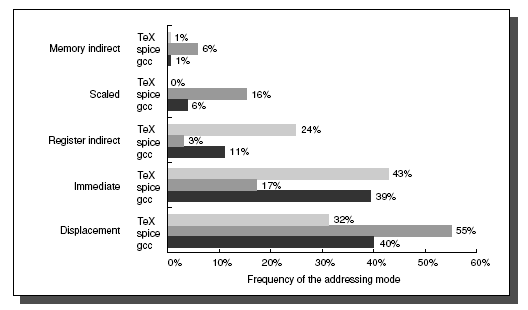 Memory indirect TeX 1%
spice 6%
gcc 1%
Scaled TeX 0%
spice 16%
gcc 6%
Register indirect TeX 24%
spice 3%
gcc 11%
Immediate TeX 43%
spice 17%
gcc 39%
Displacement TeX 32%
spice 55%
gcc 40%
0% 10% 20% 30% 40% 50% 60%
Frequency of the addressing mode